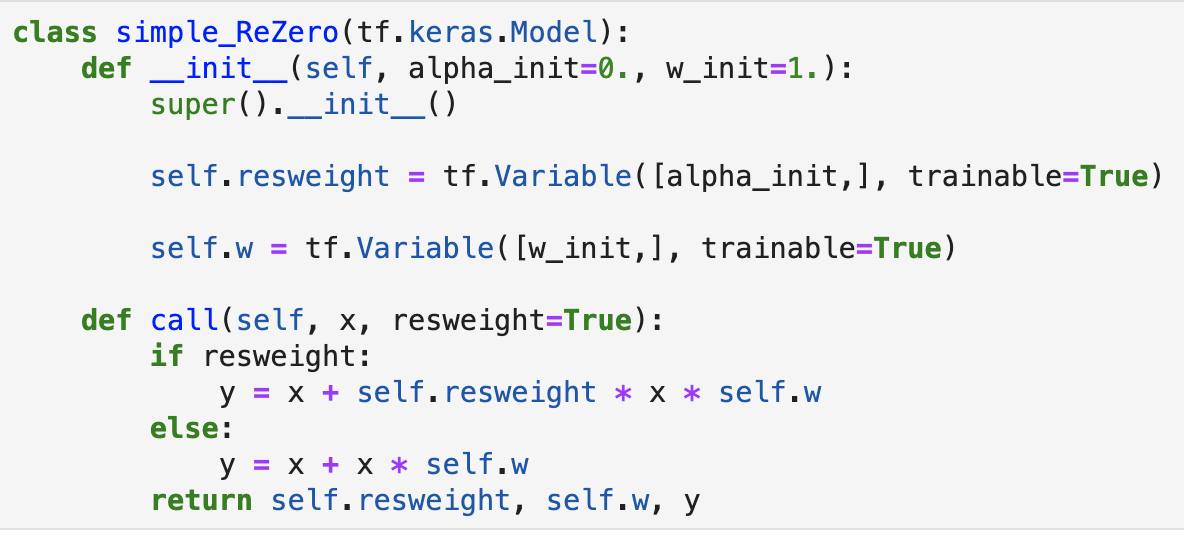 class simple_ReZero(tf.keras.Model):
    def __init__(self, alpha_init=0., w_init=1.):
        super().__init__()

        self.resweight = tf.Variable([alpha_init,], trainable=True)

        self.w = tf.Variable([w_init,], trainable=True)

    def call(self, x, resweight=True):
        if resweight:
            y = x + self.resweight * x * self.w
        else:
            y = x + x * self.w
        return self.resweight, self.w, y